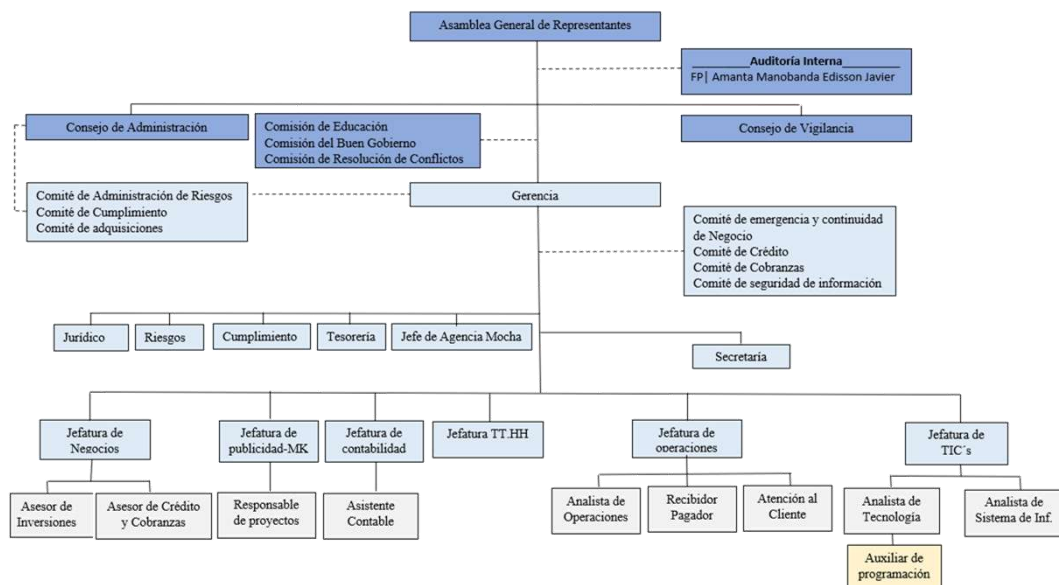 Asamblea General de Representantes
________Auditoría Interna________
FP| Amanta Manobanda Edisson Javier
Consejo de Administración
Comisión de Educación
Comisión del Buen Gobierno
Comisión de Resolución de Conflictos
Consejo de Vigilancia
Comité de Administración de Riesgos
Comité de Cumplimiento
Comité de adquisiciones
Gerencia
Comité de emergencia y continuidad
de Negocio
Comité de Crédito
Comité de Cobranzas
Comité de seguridad de información
Jurídico
Riesgos
Cumplimiento
Tesorería
Jefe de Agencia Mocha
Secretaría
Jefatura de
Negocios
Jefatura de
publicidad-MK
Jefatura de
contabilidad
Jefatura TT.HH
Jefatura de
operaciones
Jefatura de
TIC´s
Asesor de
Inversiones
Asesor de Crédito
y Cobranzas
Responsable
de proyectos
Asistente
Contable
Analista de
Operaciones
Recibidor
Pagador
Atención al
Cliente
Analista de
Tecnología
Analista de
Sistema de Inf.
Auxiliar de
programación